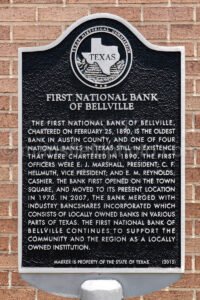 TEXAS HISTORICAL COMMISSION
TEXAS
FIRST NATIONAL BANK
OF BELLVILLE
THE FIRST NATIONAL BANK OF BELLVILLE,
CHARTERED ON FEBRUARY 25, 1890, IS THE OLDEST
BANK IN AUSTIN COUNTY, AND ONE OF FOUR
NATIONAL BANKS IN TEXAS STILL IN EXISTENCE
THAT WERE CHARTERED IN 1890. THE FIRST
OFFICERS WERE E. J. MARSHALL, PRESIDENT; C. F.
HELLMUTH, VICE PRESIDENT; AND E. M. REYNOLDS,
CASHIER. THE BANK FIRST OPENED ON THE TOWN
SQUARE, AND MOVED TO ITS PRESENT LOCATION
IN 1970. IN 2007, THE BANK MERGED WITH
INDUSTRY BANCSHARES INCORPORATED WHICH
CONSISTS OF LOCALLY OWNED BANKS IN VARIOUS
PARTS OF TEXAS. THE FIRST NATIONAL BANK OF
BELLVILLE CONTINUES TO SUPPORT THE
COMMUNITY AND THE REGION AS A LOCALLY
OWNED INSTITUTION.
(2015)
MARKER IS PROPERTY OF THE STATE OF TEXAS